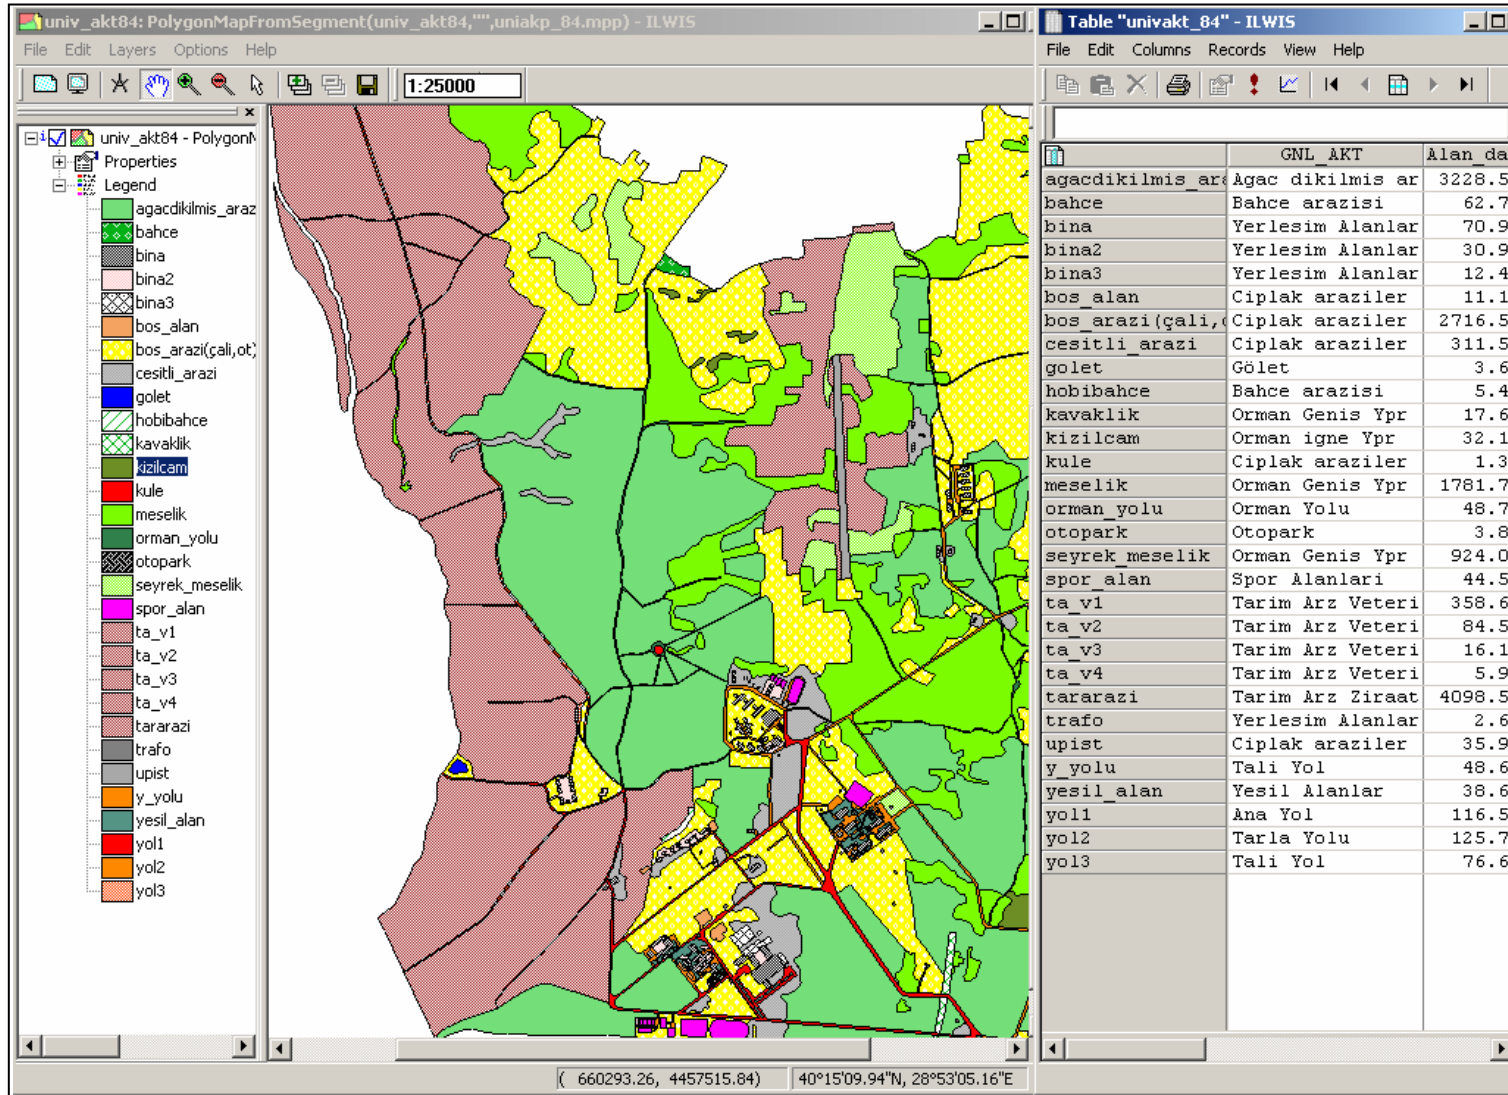 univ_akt84: PolygonMapFromSegment(univ_akt84,"",uniakp_84.mpp) - ILWIS
File Edit Layers Options Help
1:25000
univ_akt84 - Polygon
Properties
Legend
agacdikilmis_araz
bahce
bina
bina2
bina3
bos_alan
bos_arazi(çali,ot)
cesitli_arazi
golet
hobibahce
kavaklik
kizilcam
kule
meselik
orman_yolu
otopark
seyrek_meselik
spor_alan
ta_v1
ta_v2
ta_v3
ta_v4
tararazi
trafo
upist
y_yolu
yesil_alan
yol1
yol2
yol3
( 660293.26, 4457515.84) 40°15'09.94"N, 28°53'05.16"E
Table "univakt_84" - ILWIS
File Edit Columns Records View Help
GNL_AKT Alan_da
agacdikilmis_ara Agac dikilmis ar 3228.5
bahce Bahce arazisi 62.7
bina Yerlesim Alanlar 70.9
bina2 Yerlesim Alanlar 30.9
bina3 Yerlesim Alanlar 12.4
bos_alan Ciplak araziler 11.1
bos_arazi(çali, Ciplak araziler 2716.5
cesitli_arazi Ciplak araziler 311.5
golet Gölet 3.6
hobibahce Bahce arazisi 5.4
kavaklik Orman Genis Ypr 17.6
kizilcam Orman igne Ypr 32.1
kule Ciplak araziler 1.3
meselik Orman Genis Ypr 1781.7
orman_yolu Orman Yolu 48.7
otopark Otopark 3.8
seyrek_meselik Orman Genis Ypr 924.0
spor_alan Spor Alanlari 44.5
ta_v1 Tarim Arz Veteri 358.6
ta_v2 Tarim Arz Veteri 84.5
ta_v3 Tarim Arz Veteri 16.1
ta_v4 Tarim Arz Veteri 5.9
tararazi Tarim Arz Ziraat 4098.5
trafo Yerlesim Alanlar 2.6
upist Ciplak araziler 35.9
y_yolu Tali Yol 48.6
yesil_alan Yesil Alanlar 38.6
yol1 Ana Yol 116.5
yol2 Tarla Yolu 125.7
yol3 Tali Yol 76.6